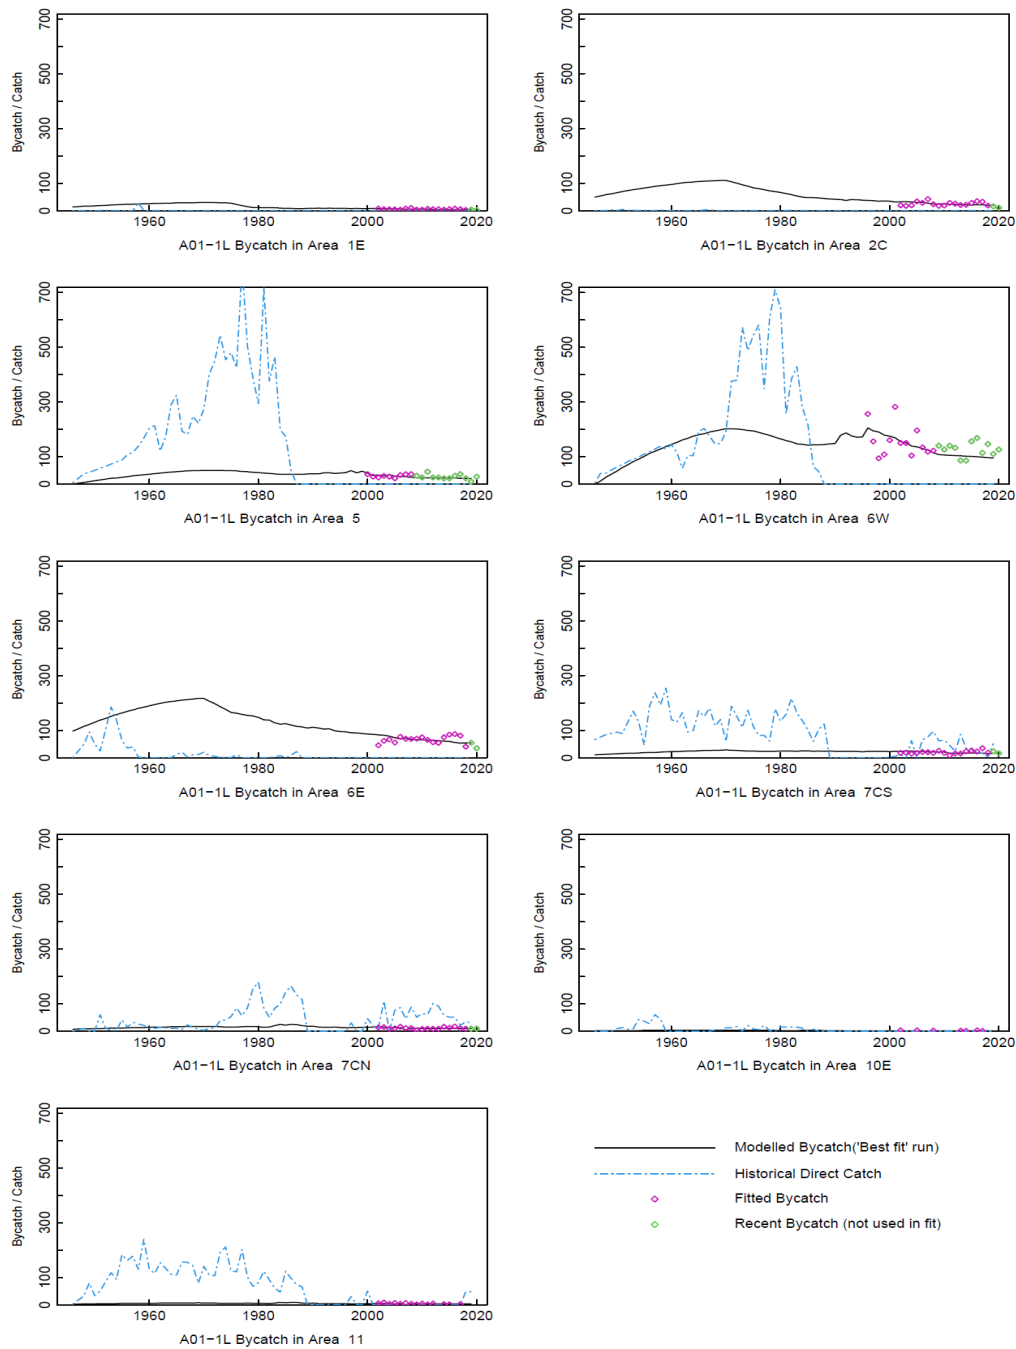 Bycatch / Catch
0 100 300 500 700
1960 1980 2000 2020
A01−1L Bycatch in Area 1E
Bycatch / Catch
0 100 300 500 700
1960 1980 2000 2020
A01−1L Bycatch in Area 2C
Bycatch / Catch
0 100 300 500 700
1960 1980 2000 2020
A01−1L Bycatch in Area 5
Bycatch / Catch
0 100 300 500 700
1960 1980 2000 2020
A01−1L Bycatch in Area 6W
Bycatch / Catch
0 100 300 500 700
1960 1980 2000 2020
A01−1L Bycatch in Area 6E
Bycatch / Catch
0 100 300 500 700
1960 1980 2000 2020
A01−1L Bycatch in Area 7CS
Bycatch / Catch
0 100 300 500 700
1960 1980 2000 2020
A01−1L Bycatch in Area 7CN
Bycatch / Catch
0 100 300 500 700
1960 1980 2000 2020
A01−1L Bycatch in Area 10E
Bycatch / Catch
0 100 300 500 700
1960 1980 2000 2020
A01−1L Bycatch in Area 11
Modelled Bycatch('Best fit' run)
Historical Direct Catch
Fitted Bycatch
Recent Bycatch (not used in fit)